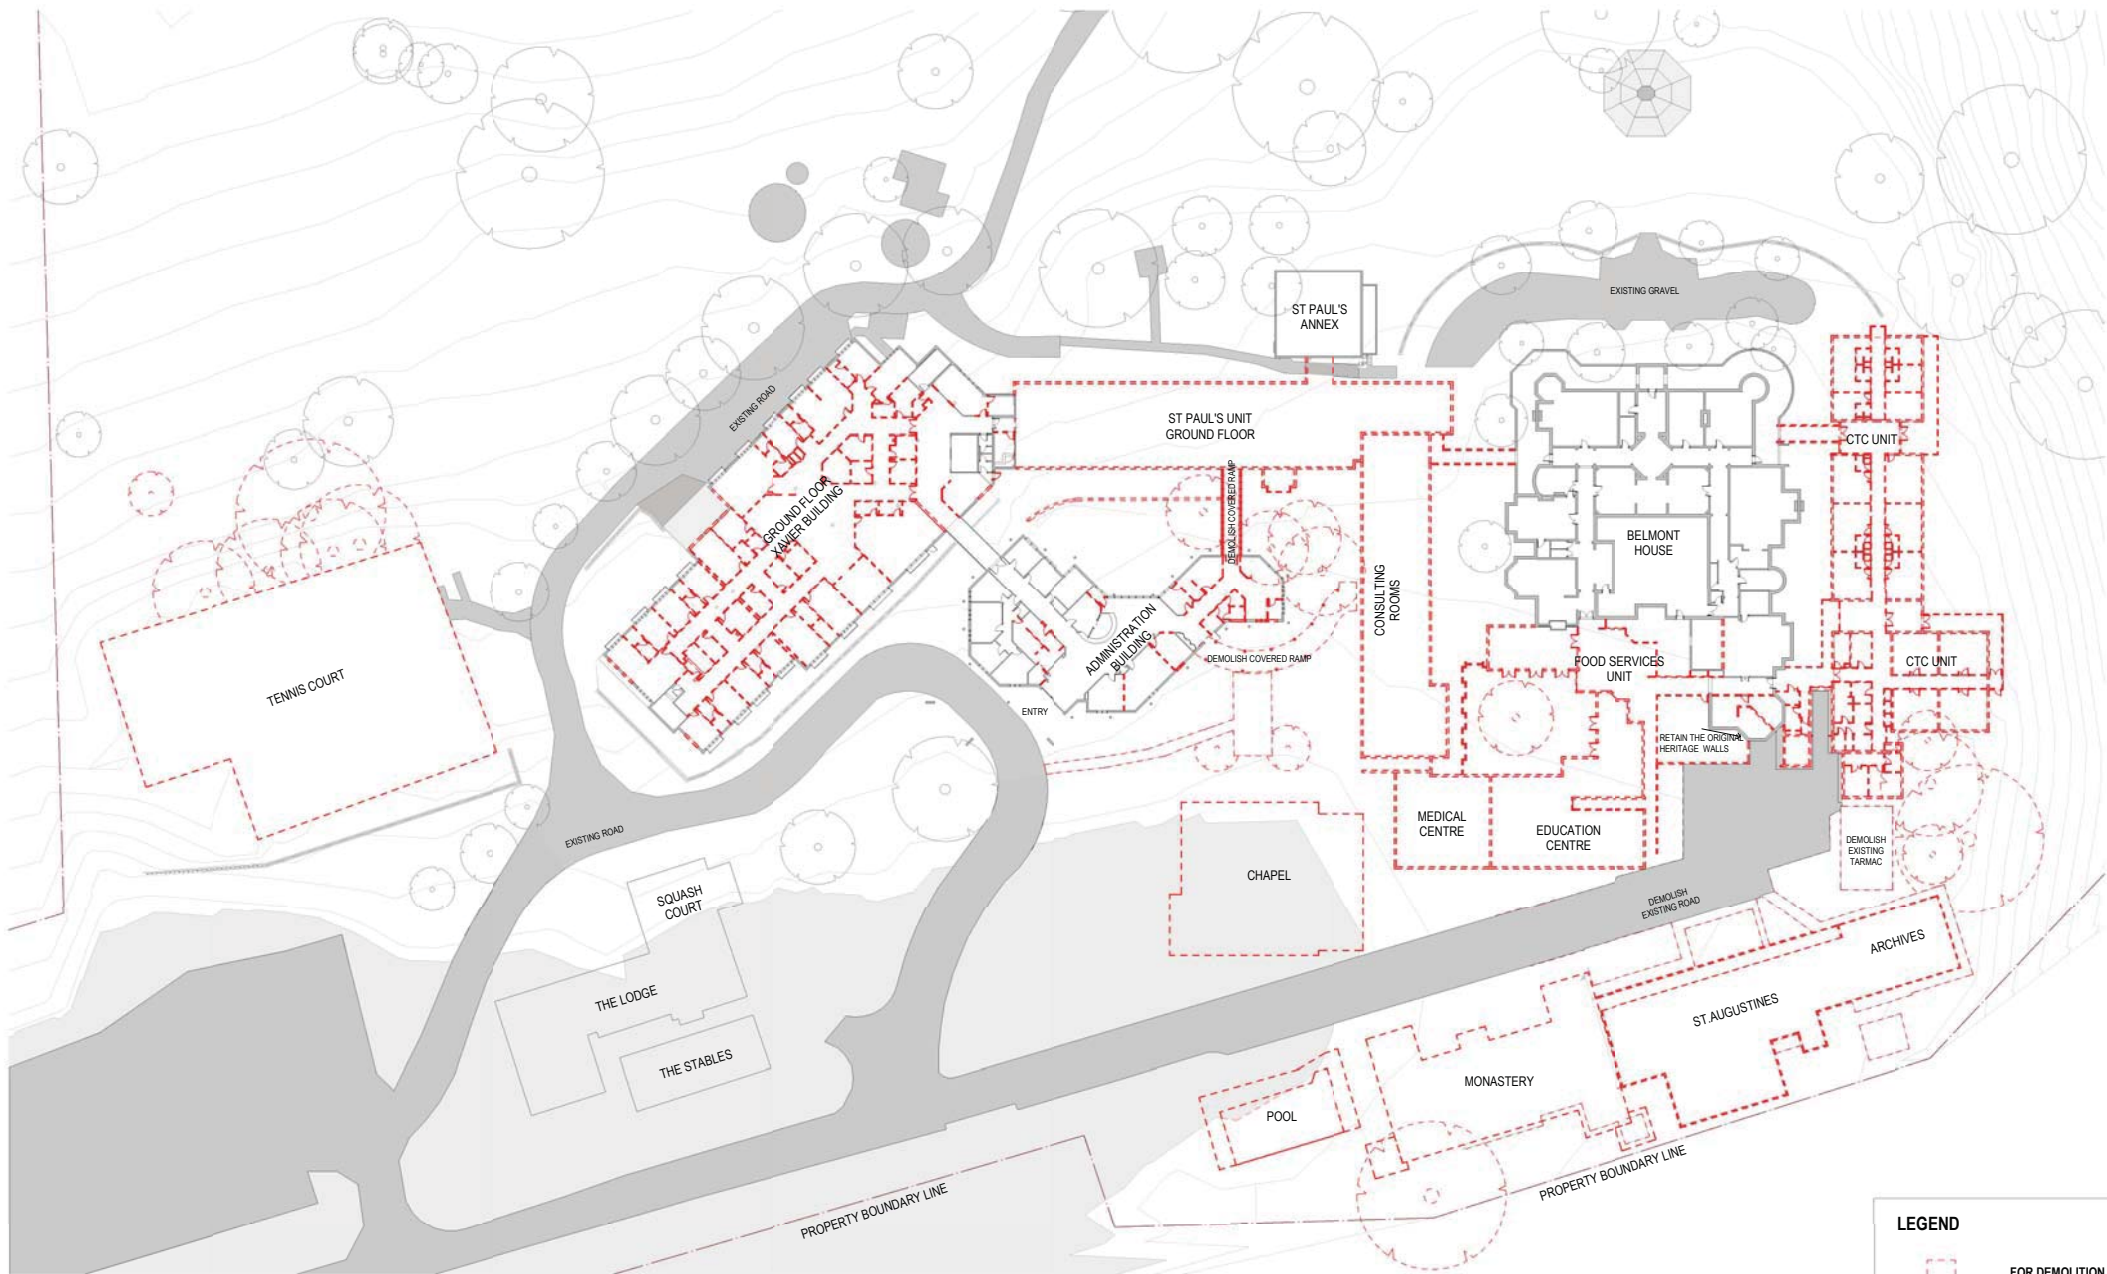 EXISTING GRAVEL
ST PAUL'S
ANNEX
EXISTING ROAD
ST PAUL'S UNIT
GROUND FLOOR
CTC UNIT
DEMOLISH COVERED RAMP
GROUND FLOOR
XAVIER BUILDING
BELMONT
HOUSE
CONSULTING
ROOMS
ADMINISTRATION
BUILDING
DEMOLISH COVERED RAMP
FOOD SERVICES
UNIT
CTC UNIT
TENNIS COURT
ENTRY
RETAIN THE ORIGINAL
HERITAGE WALLS
MEDICAL
CENTRE
EDUCATION
CENTRE
EXISTING ROAD
DEMOLISH
EXISTING
TARMAC
CHAPEL
SQUASH
COURT
DEMOLISH
EXISTING ROAD
ARCHIVES
THE LODGE
ST.AUGUSTINES
THE STABLES
MONASTERY
POOL
PROPERTY BOUNDARY LINE
PROPERTY BOUNDARY LINE
LEGEND
FOR DEMOLITION